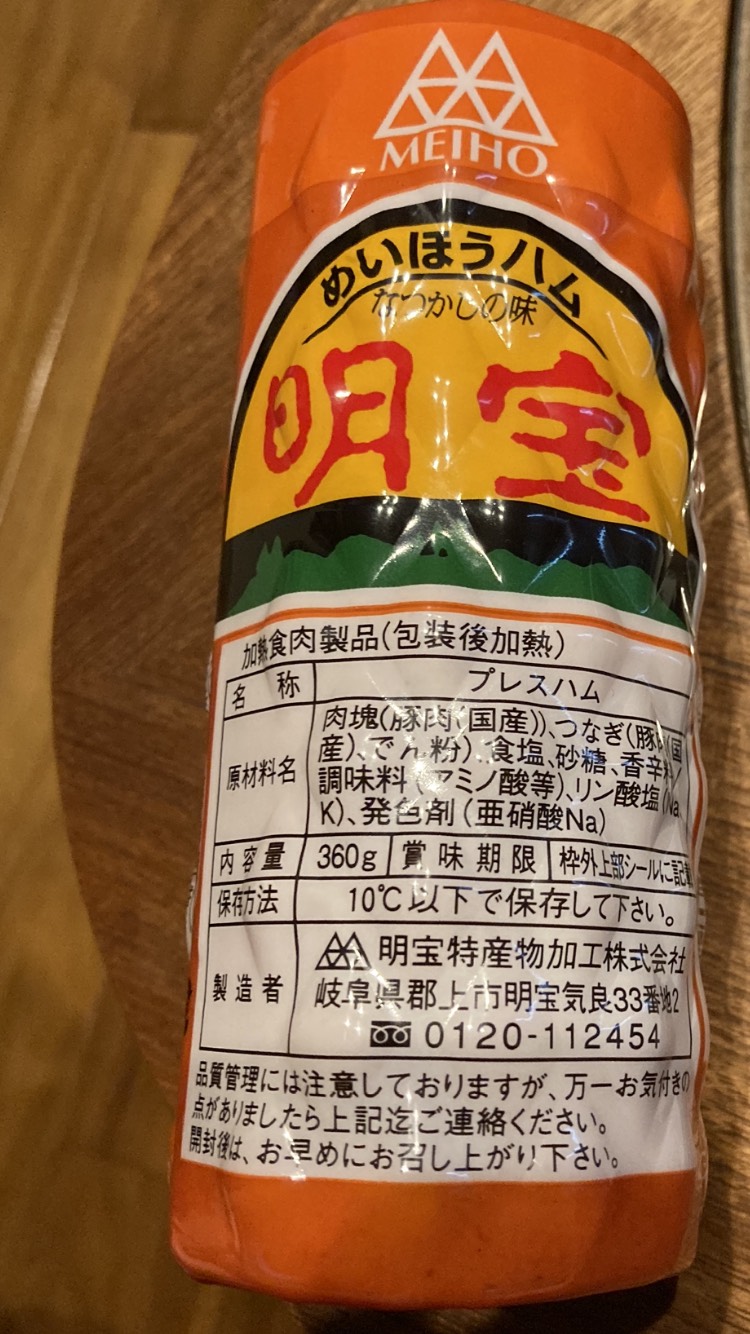 MEIHO
めいほうハム
なつかしの味
明宝
加熱食肉製品(包装後加熱)
名称 プレスハム
原材料名 肉塊(豚肉(国産))、つなぎ(豚肉(国
産)、でん粉)、食塩、砂糖、香辛料/
調味料(アミノ酸等)、リン酸塩(Na、
K)、発色剤(亜硝酸Na)
内容量 360g 賞味期限 枠外上部シールに記載
保存方法 10℃以下で保存して下さい。
製造者 明宝特産物加工株式会社
岐阜県郡上市明宝気良33番地2
0120-112454
品質管理には注意しておりますが、万一お気付きの
点がありましたら上記迄ご連絡ください。
開封後は、お早めにお召し上がり下さい。